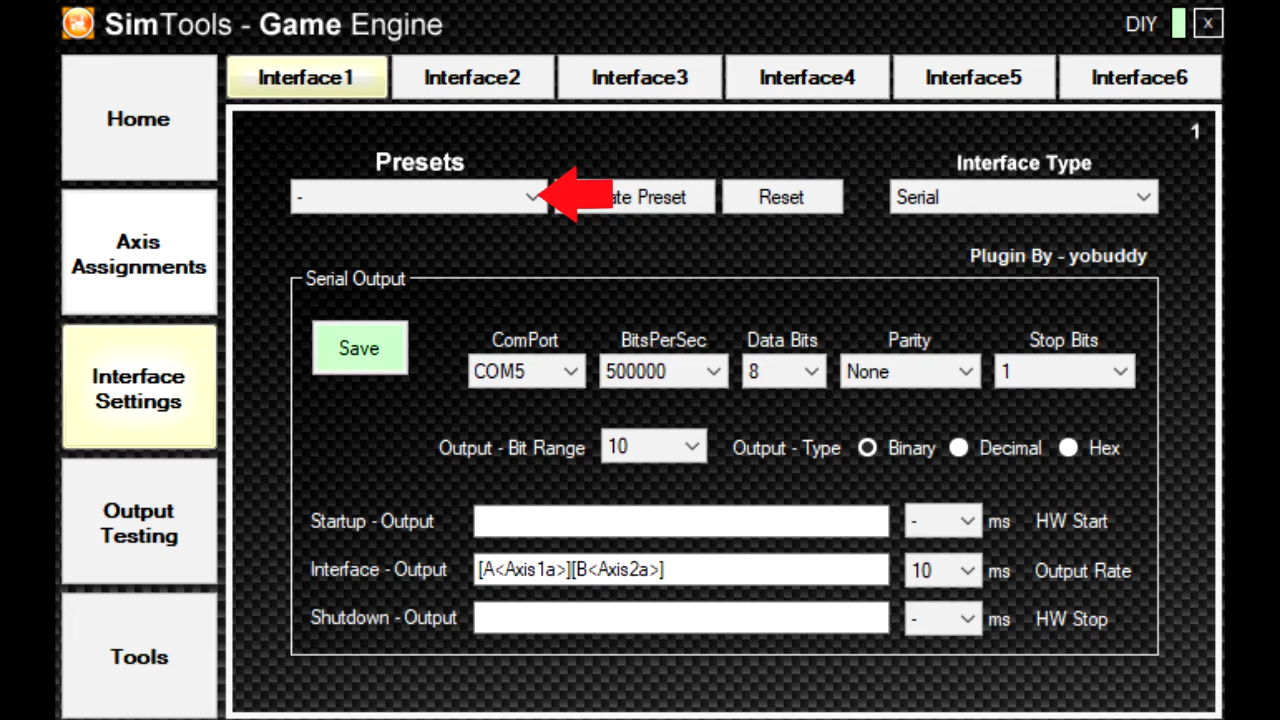 SimTools - Game Engine
DIY
x
Home
Axis
Assignments
Interface
Settings
Output
Testing
Tools
Interface1
Interface2
Interface3
Interface4
Interface5
Interface6
1
Presets
Interface Type
-
Preset
Reset
Serial
Plugin By - yobuddy
Serial Output
Save
ComPort
BitsPerSec
Data Bits
Parity
Stop Bits
COM5
500000
8
None
1
Output - Bit Range
10
Output - Type
Binary
Decimal
Hex
Startup - Output
-
ms
HW Start
Interface - Output
[A<Axis1a>][B<Axis2a>]
10
ms
Output Rate
Shutdown - Output
-
ms
HW Stop